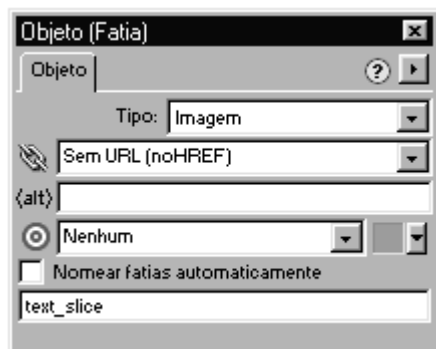 Objeto (Fatia)
Objeto
Tipo: Imagem
Sem URL (noHREF)
⟨alt⟩
Nenhum
Nomear fatias automaticamente
text_slice